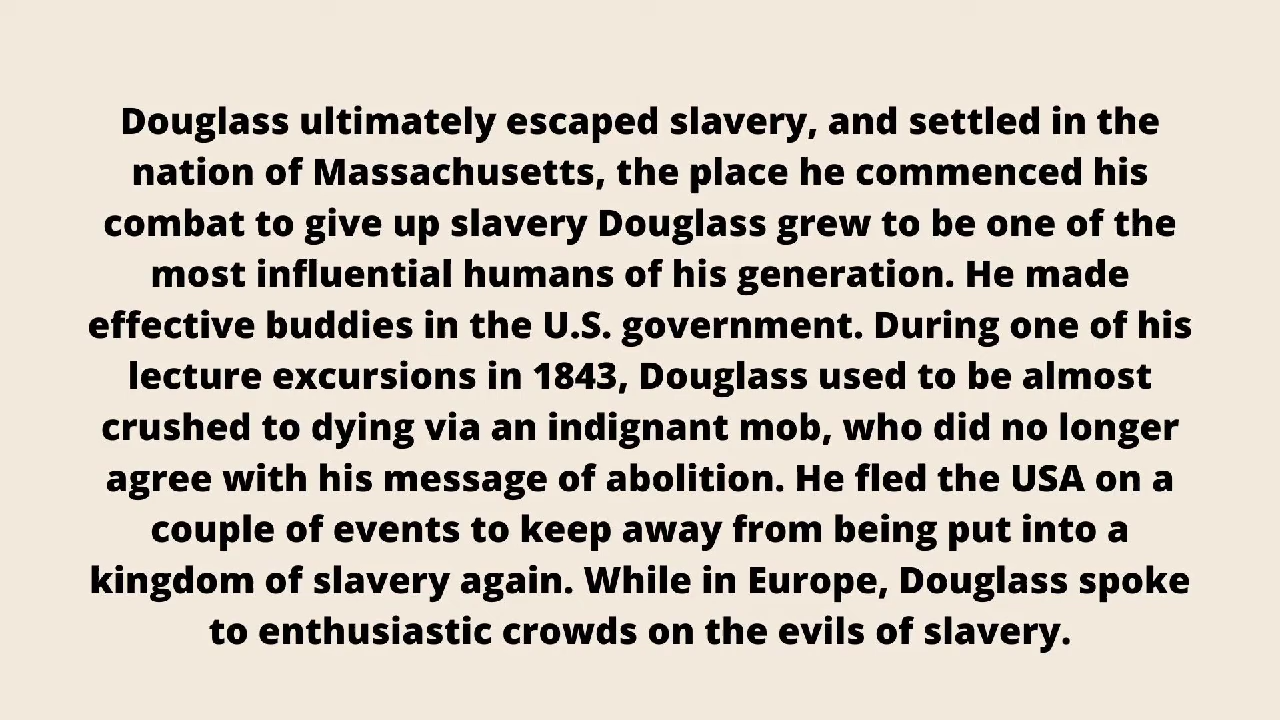 Douglass ultimately escaped slavery, and settled in the
nation of Massachusetts, the place he commenced his
combat to give up slavery Douglass grew to be one of the
most influential humans of his generation. He made
effective buddies in the U.S. government. During one of his
lecture excursions in 1843, Douglass used to be almost
crushed to dying via an indignant mob, who did no longer
agree with his message of abolition. He fled the USA on a
couple of events to keep away from being put into a
kingdom of slavery again. While in Europe, Douglass spoke
to enthusiastic crowds on the evils of slavery.